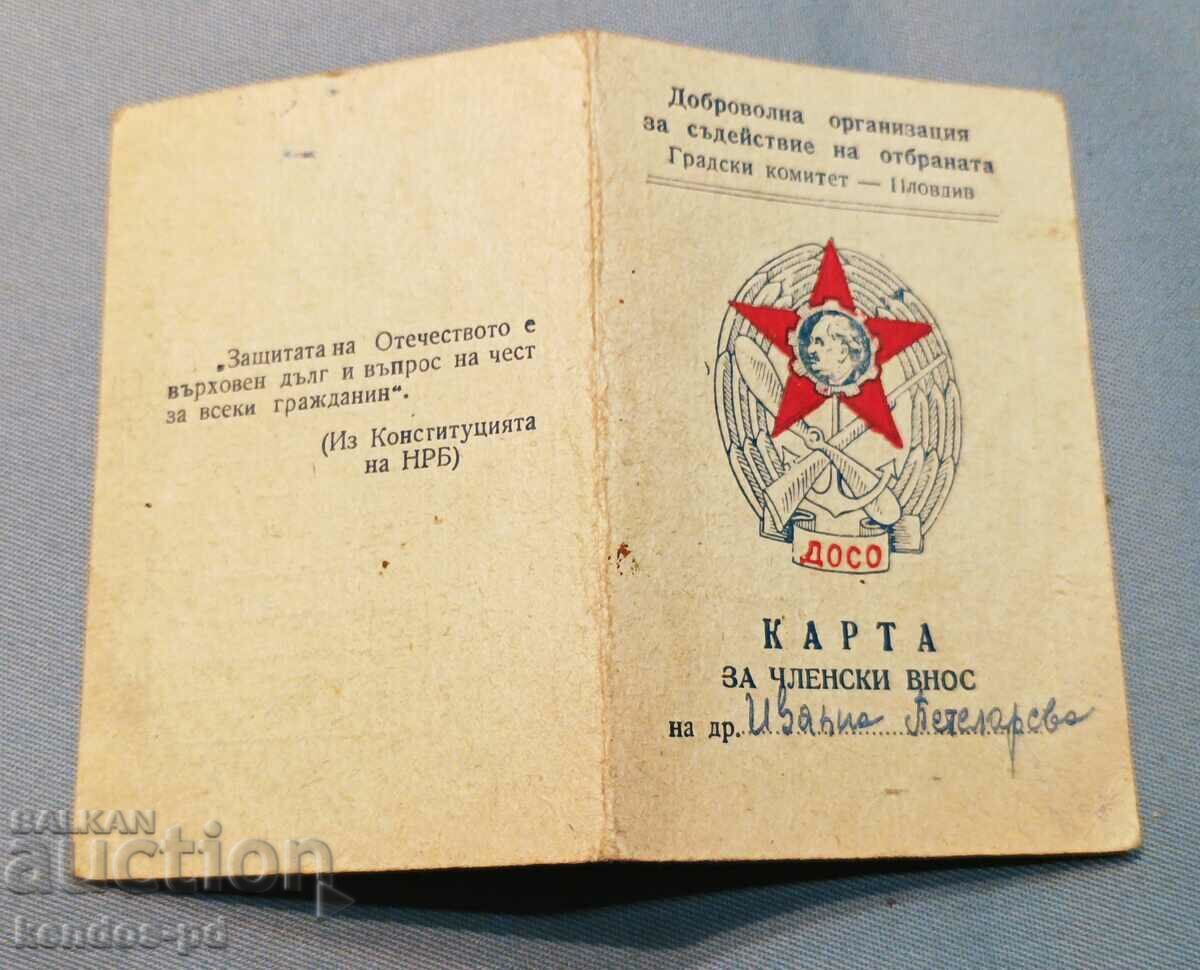 „Защитата на Отечеството е
върховен дълг и въпрос на чест
за всеки гражданин“.
(Из Конституцията
на НРБ)
Доброволна организация
за съдействие на отбраната
Градски комитет — Пловдив
ДОСО
КАРТА
ЗА ЧЛЕНСКИ ВНОС
на др.
BALKAN
auction
kendos-pd